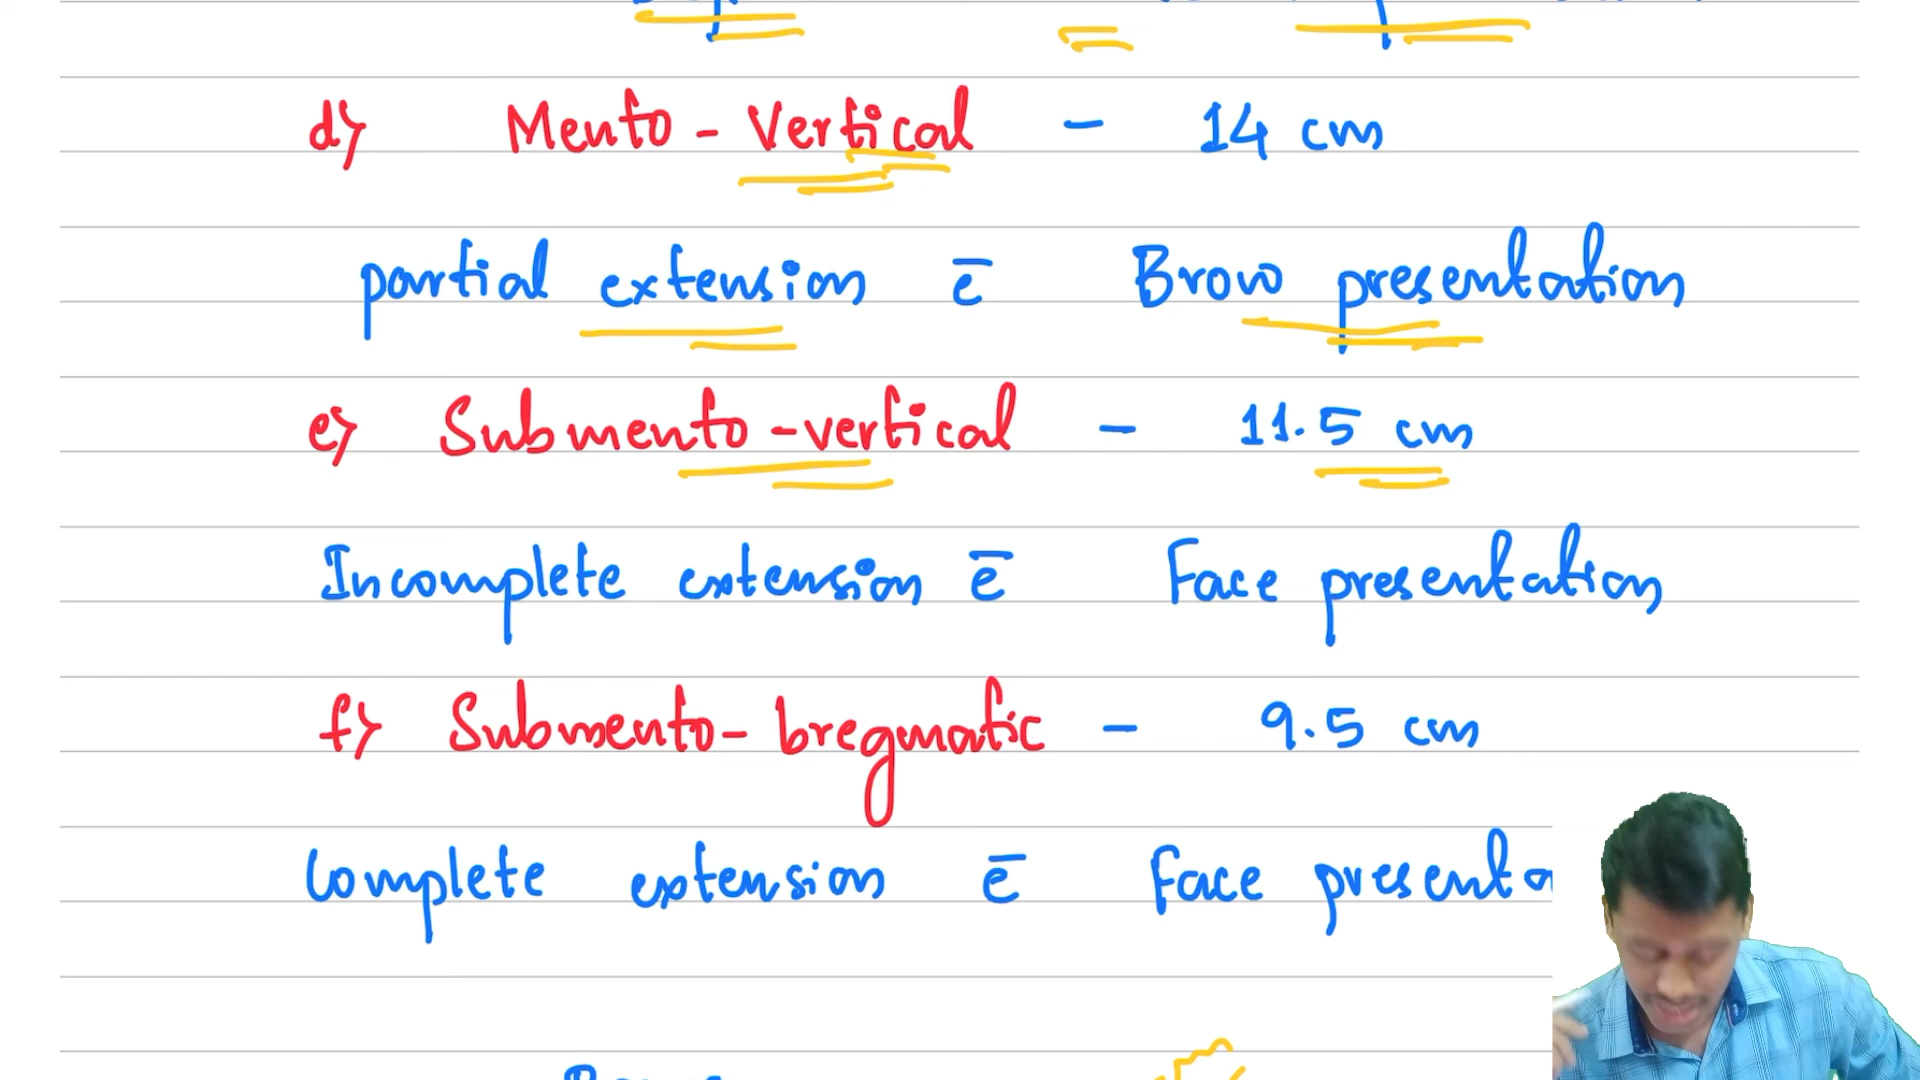 d) Mento - Vertical - 14 cm
partial extension c̄ Brow presentation
e) Submento - vertical - 11.5 cm
Incomplete extension c̄ Face presentation
f) Submento - bregmatic - 9.5 cm
Complete extension c̄ Face presenta